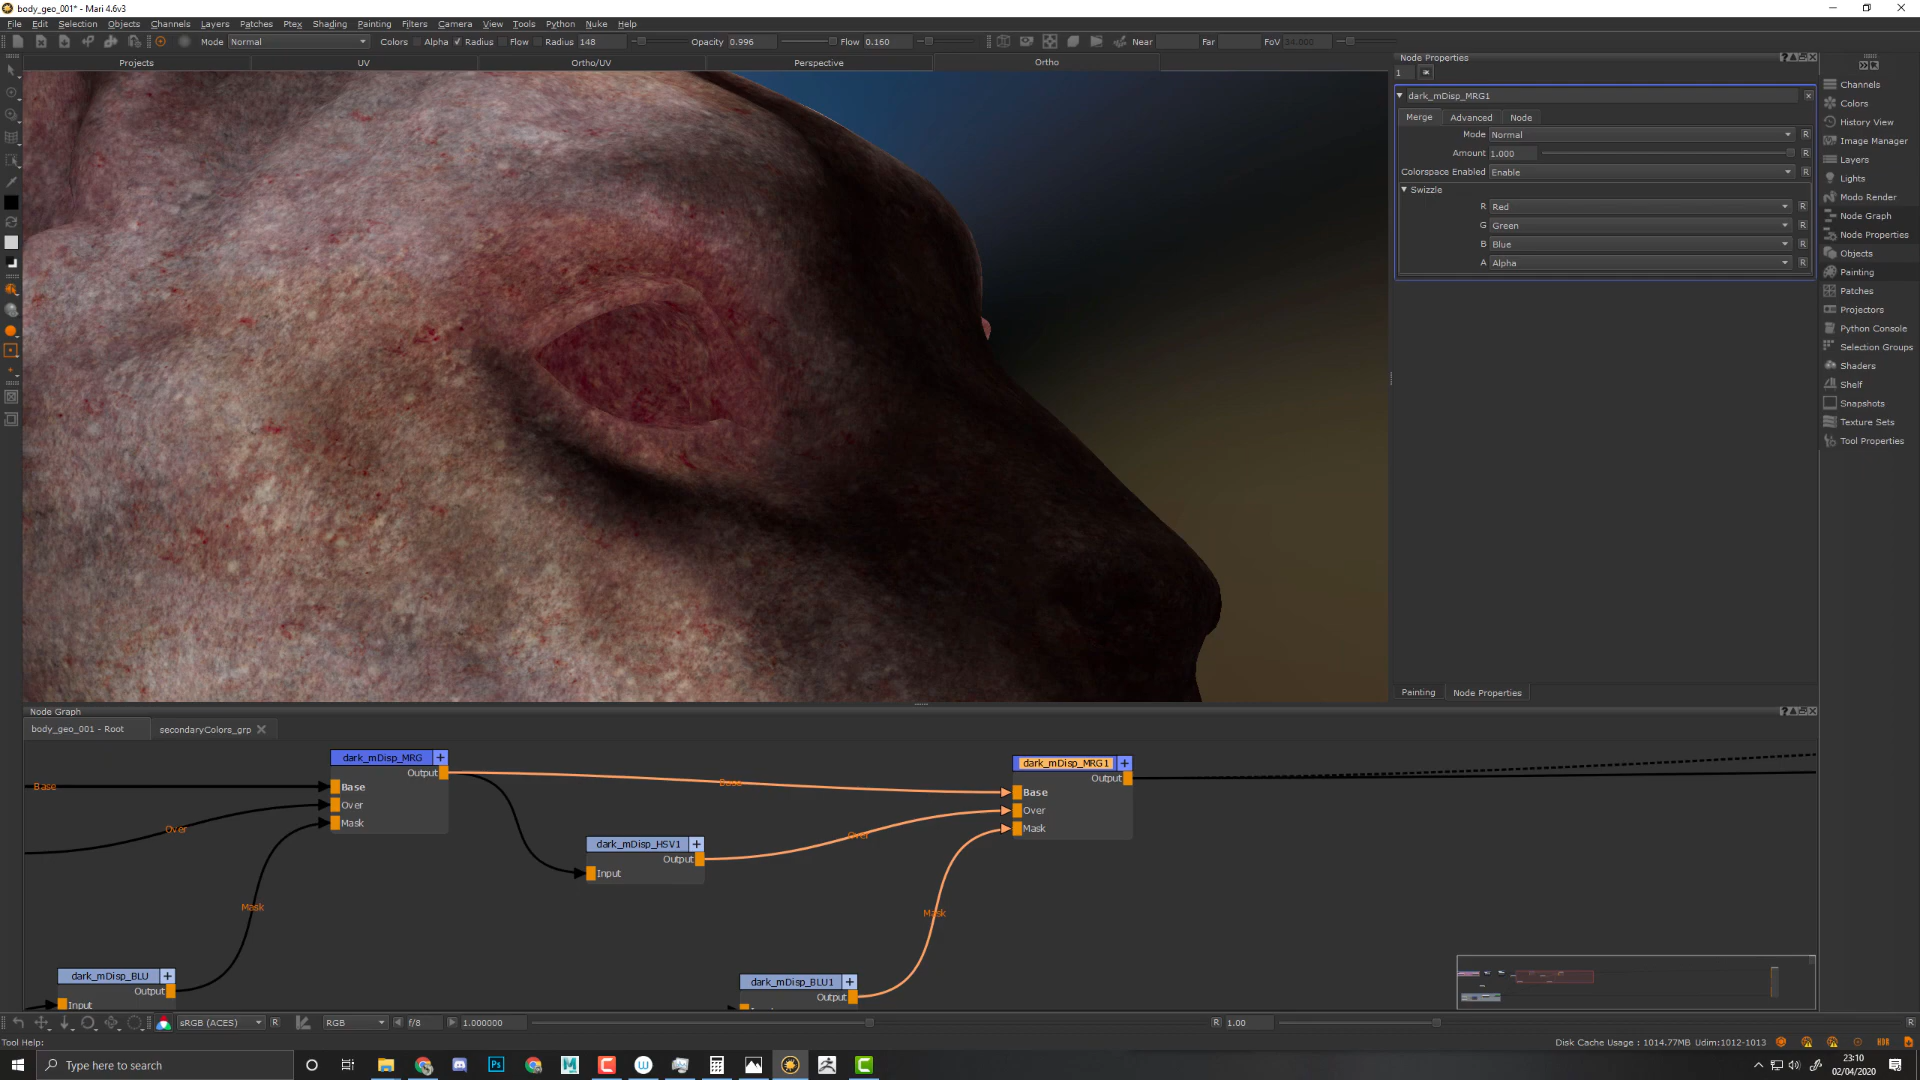 body_geo_001* - Mari 4.6v3
File Edit Selection Objects Channels Layers Patches Ptex Shading Painting Filters Camera View Tools Python Nuke Help
Mode Normal Colors Alpha Radius Flow Radius 148 Opacity 0.996 Flow 0.160 Near Far FoV 34.000
Projects UV Ortho/UV Perspective Ortho
Node Properties
1
dark_mDisp_MRG1
Merge Advanced Node
Mode Normal R
Amount 1.000 R
Colorspace Enabled Enable R
Swizzle
R Red R
G Green R
B Blue R
A Alpha R
Channels
Colors
History View
Image Manager
Layers
Lights
Modo Render
Node Graph
Node Properties
Objects
Painting
Patches
Projectors
Python Console
Selection Groups
Shaders
Shelf
Snapshots
Texture Sets
Tool Properties
Painting Node Properties
Node Graph
body_geo_001 - Root secondaryColors_grp
dark_mDisp_MRG +
Output
Base
Over
Mask
Base
Over
Mask
dark_mDisp_BLU +
Output
Input
dark_mDisp_HSV1 +
Output
Input
Base
Over
Mask
dark_mDisp_BLU1 +
Output
dark_mDisp_MRG1 +
Output
Base
Over
Mask
sRGB (ACES) R RGB f/8 1.000000 R 1.00 R
Tool Help: Disk Cache Usage : 1014.77MB Udim:1012-1013
Type here to search
23:10
02/04/2020